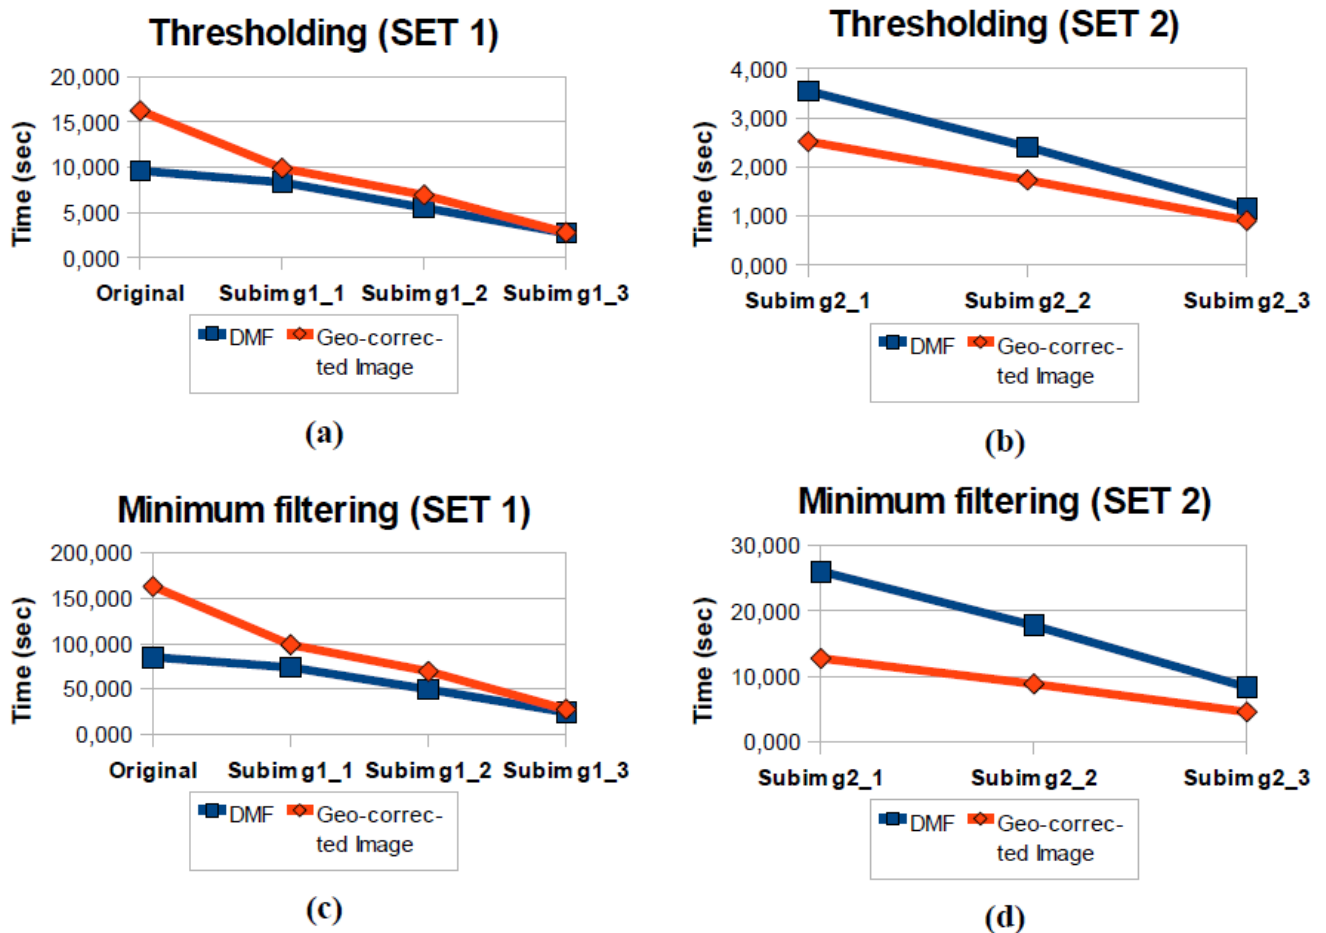 Thresholding (SET 1)
20,000
15,000
10,000
5,000
0,000
Time (sec)
Original Subimg1_1 Subimg1_2 Subimg1_3
DMF Geo-correc-
ted Image
(a)
Thresholding (SET 2)
4,000
3,000
2,000
1,000
0,000
Time (sec)
Subimg2_1 Subimg2_2 Subimg2_3
DMF Geo-correc-
ted Image
(b)
Minimum filtering (SET 1)
200,000
150,000
100,000
50,000
0,000
Time (sec)
Original Subimg1_1 Subimg1_2 Subimg1_3
DMF Geo-correc-
ted Image
(c)
Minimum filtering (SET 2)
30,000
20,000
10,000
0,000
Time (sec)
Subimg2_1 Subimg2_2 Subimg2_3
DMF Geo-correc-
ted Image
(d)